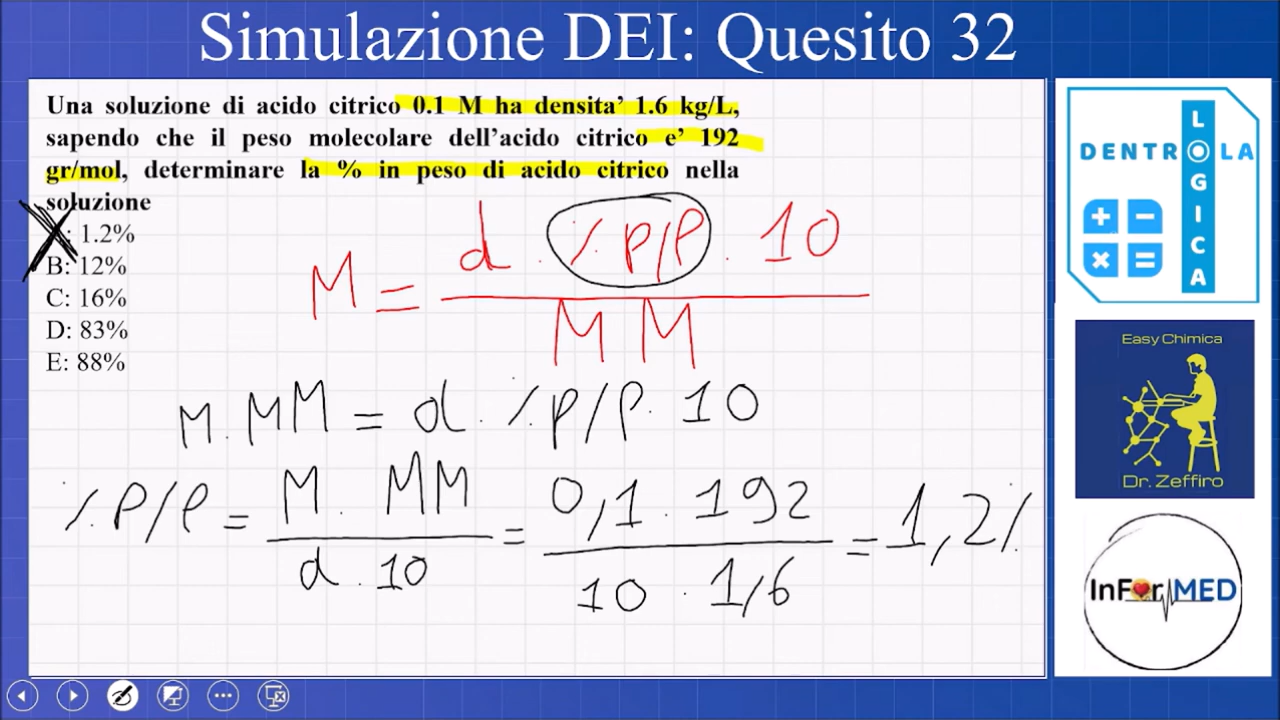 Simulazione DEI: Quesito 32
Una soluzione di acido citrico 0.1 M ha densita’ 1.6 kg/L,
sapendo che il peso molecolare dell’acido citrico e’ 192
gr/mol, determinare la % in peso di acido citrico nella
soluzione
: 1.2%
B: 12%
C: 16%
D: 83%
E: 88%
M = d . % P/P . 10
M M
M . MM = d . % P/P . 10
% P/P = M . MM = 0,1 . 192 = 1,2%
d . 10 10 . 1,6
DENTRO LA
LOGICA
Easy Chimica
Dr. Zeffiro
InForMED